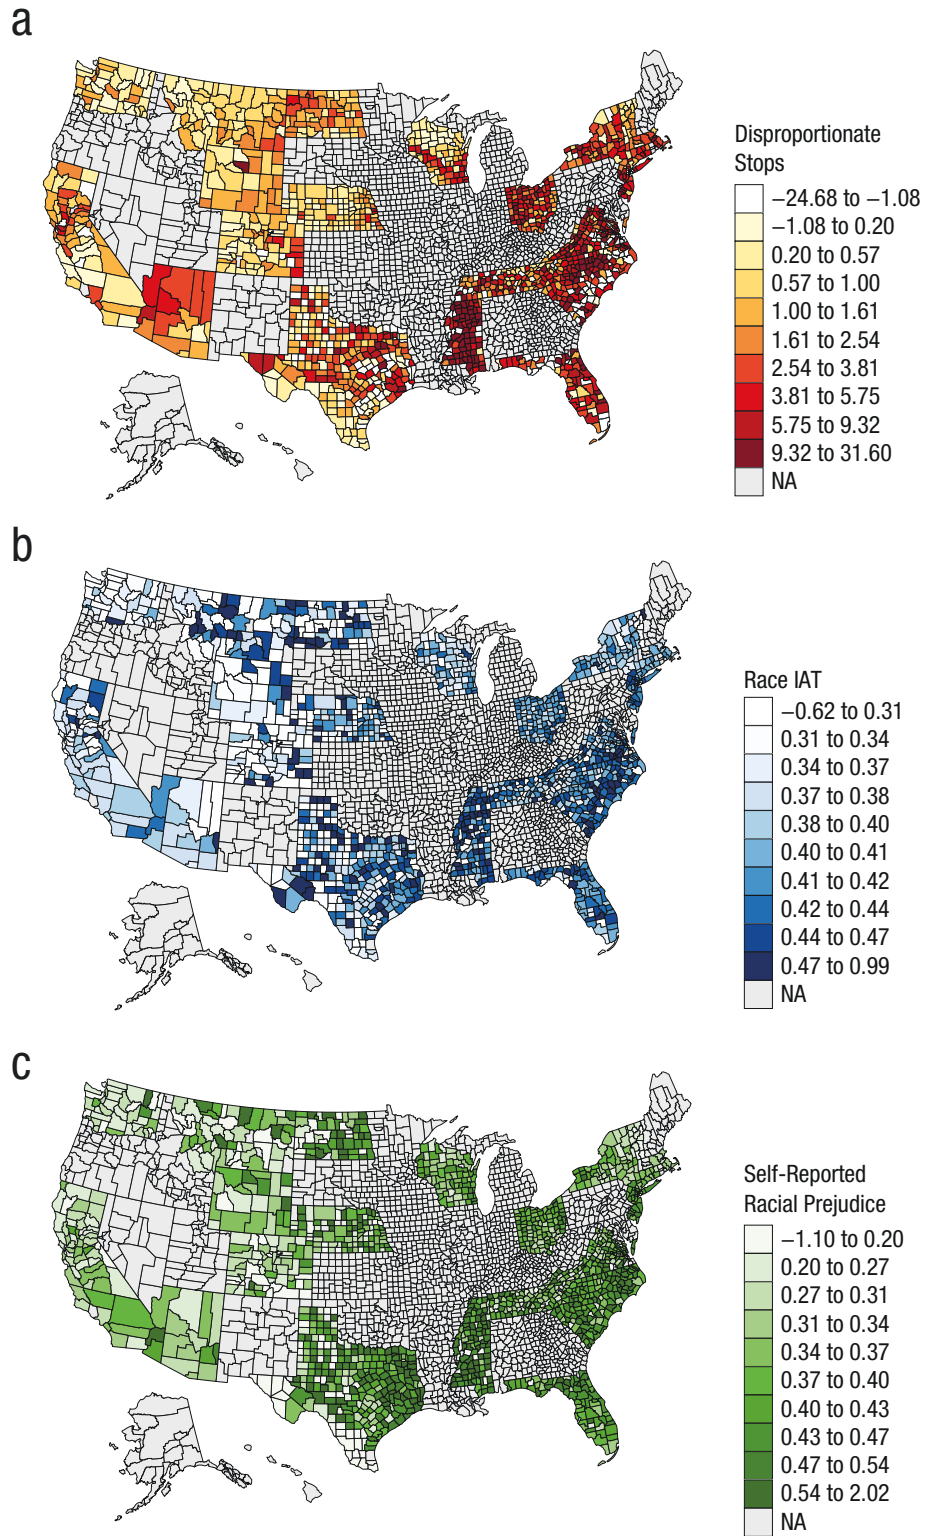 a
Disproportionate
Stops
−24.68 to −1.08
−1.08 to 0.20
0.20 to 0.57
0.57 to 1.00
1.00 to 1.61
1.61 to 2.54
2.54 to 3.81
3.81 to 5.75
5.75 to 9.32
9.32 to 31.60
NA
b
Race IAT
−0.62 to 0.31
0.31 to 0.34
0.34 to 0.37
0.37 to 0.38
0.38 to 0.40
0.40 to 0.41
0.41 to 0.42
0.42 to 0.44
0.44 to 0.47
0.47 to 0.99
NA
c
Self-Reported
Racial Prejudice
−1.10 to 0.20
0.20 to 0.27
0.27 to 0.31
0.31 to 0.34
0.34 to 0.37
0.37 to 0.40
0.40 to 0.43
0.43 to 0.47
0.47 to 0.54
0.54 to 2.02
NA